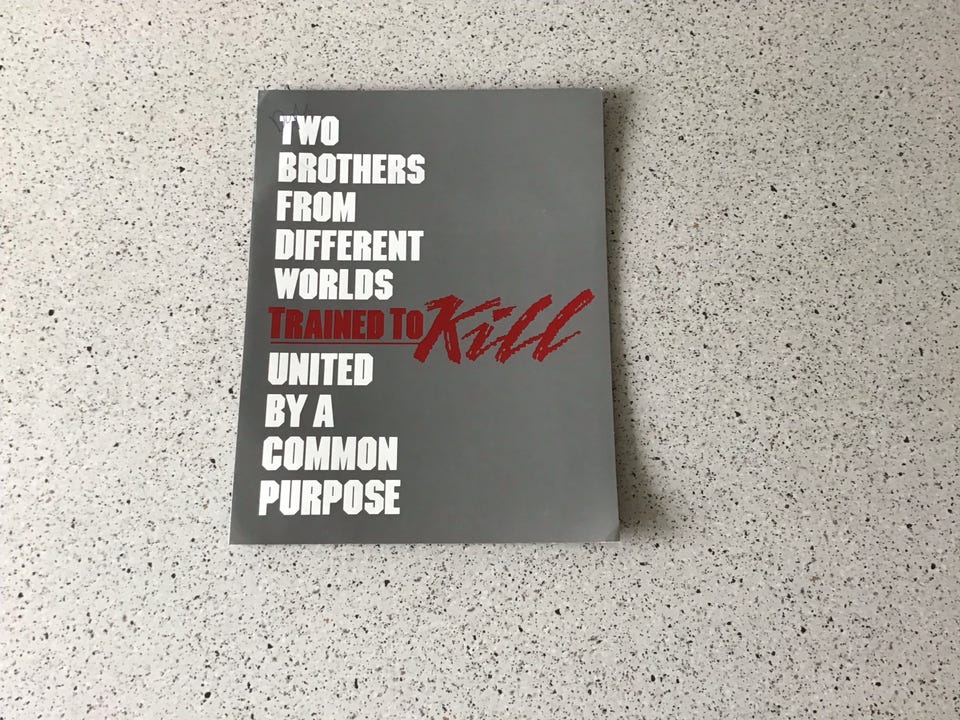 TWO
BROTHERS
FROM
DIFFERENT
WORLDS
TRAINED TO Kill
UNITED
BY A
COMMON
PURPOSE